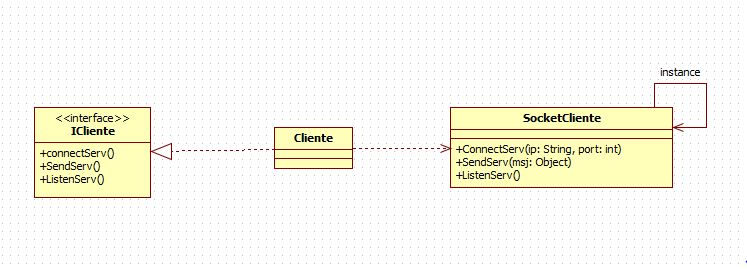 instance
<<interface>>
ICliente
+connectServ()
+SendServ()
+ListenServ()
Cliente
SocketCliente
+ConnectServ(ip: String, port: int)
+SendServ(msj: Object)
+ListenServ()